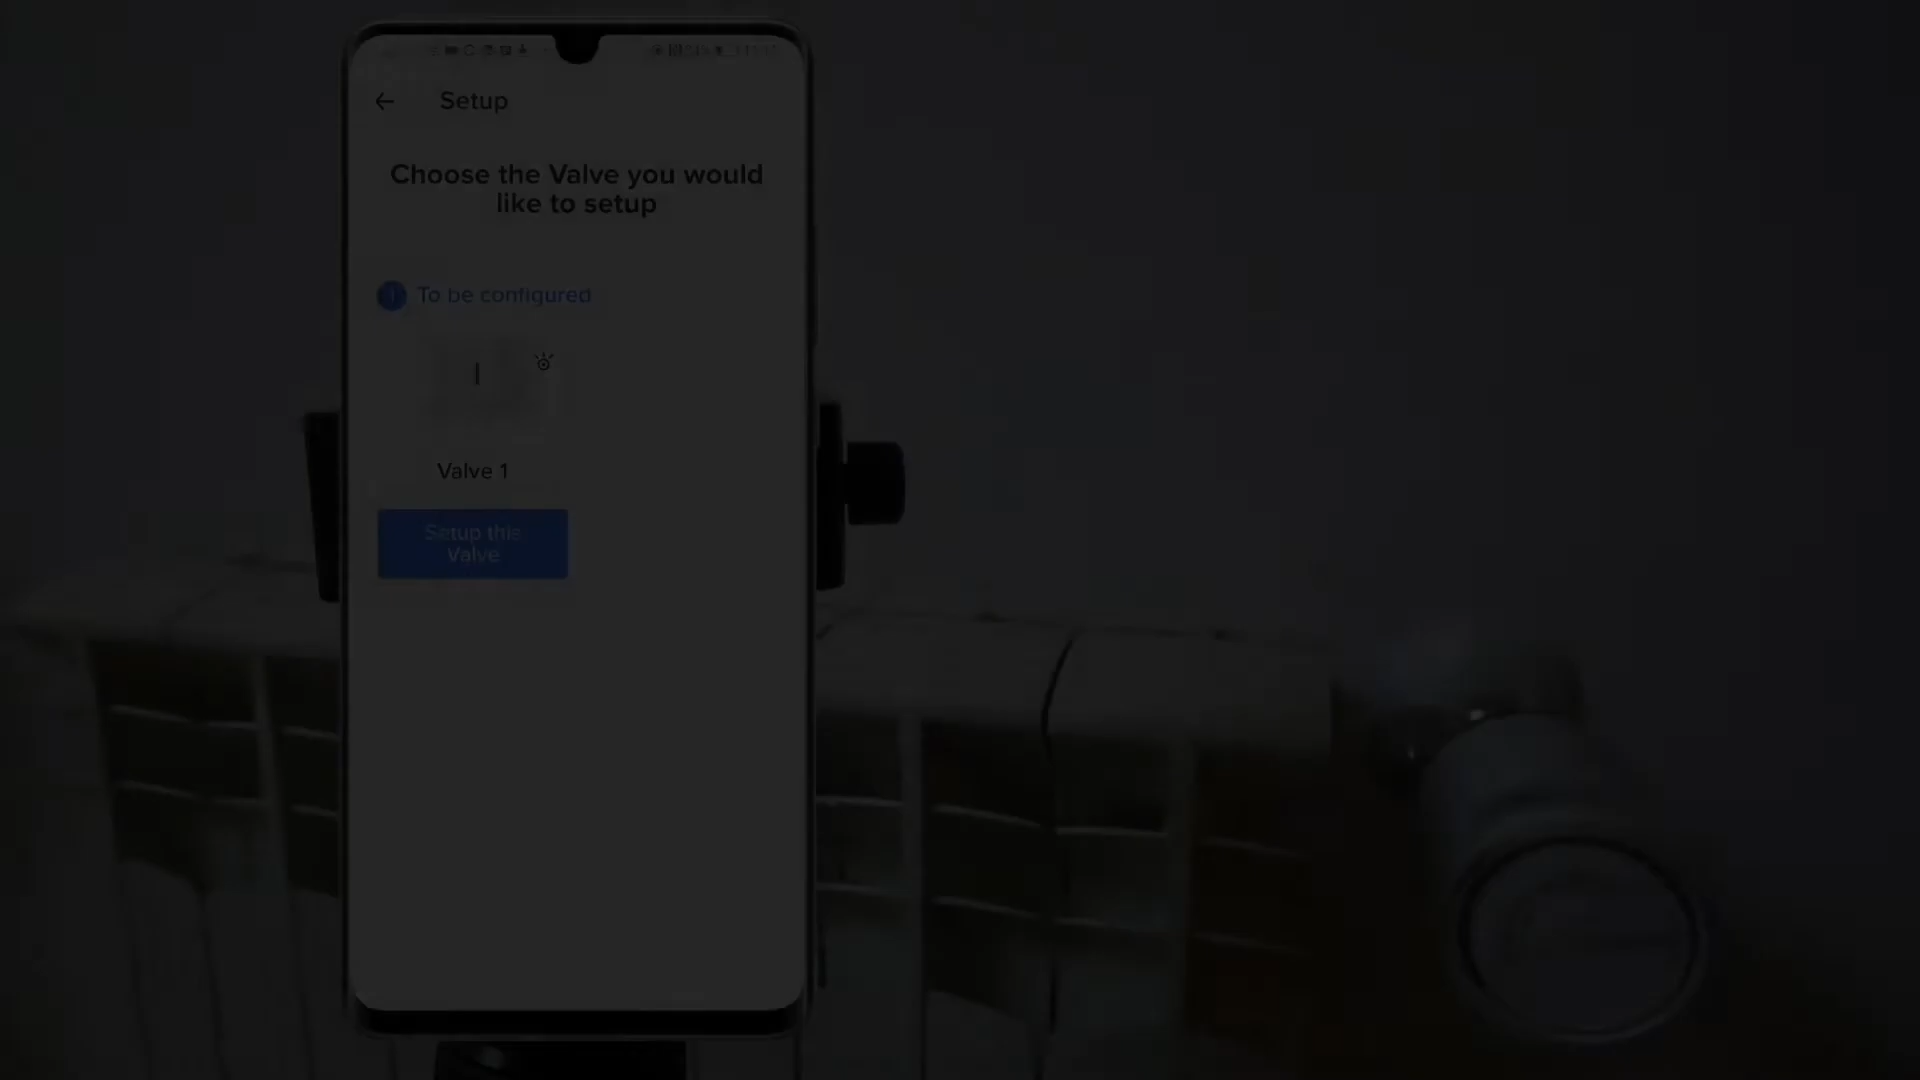 Setup
Choose the Valve you would
like to setup
To be configured
Valve 1
Setup this
Valve